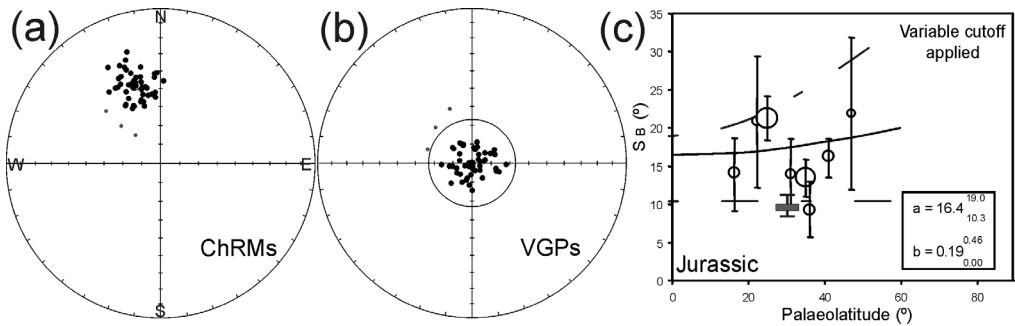 (a)
N
W
E
S
ChRMs
(b)
VGPs
(c)
35
30
25
20
15
10
5
0
S_B (º)
Variable cutoff
applied
a = 16.4 19.0 10.3
b = 0.19 0.46 0.00
Jurassic
0 20 40 60 80
Palaeolatitude (º)